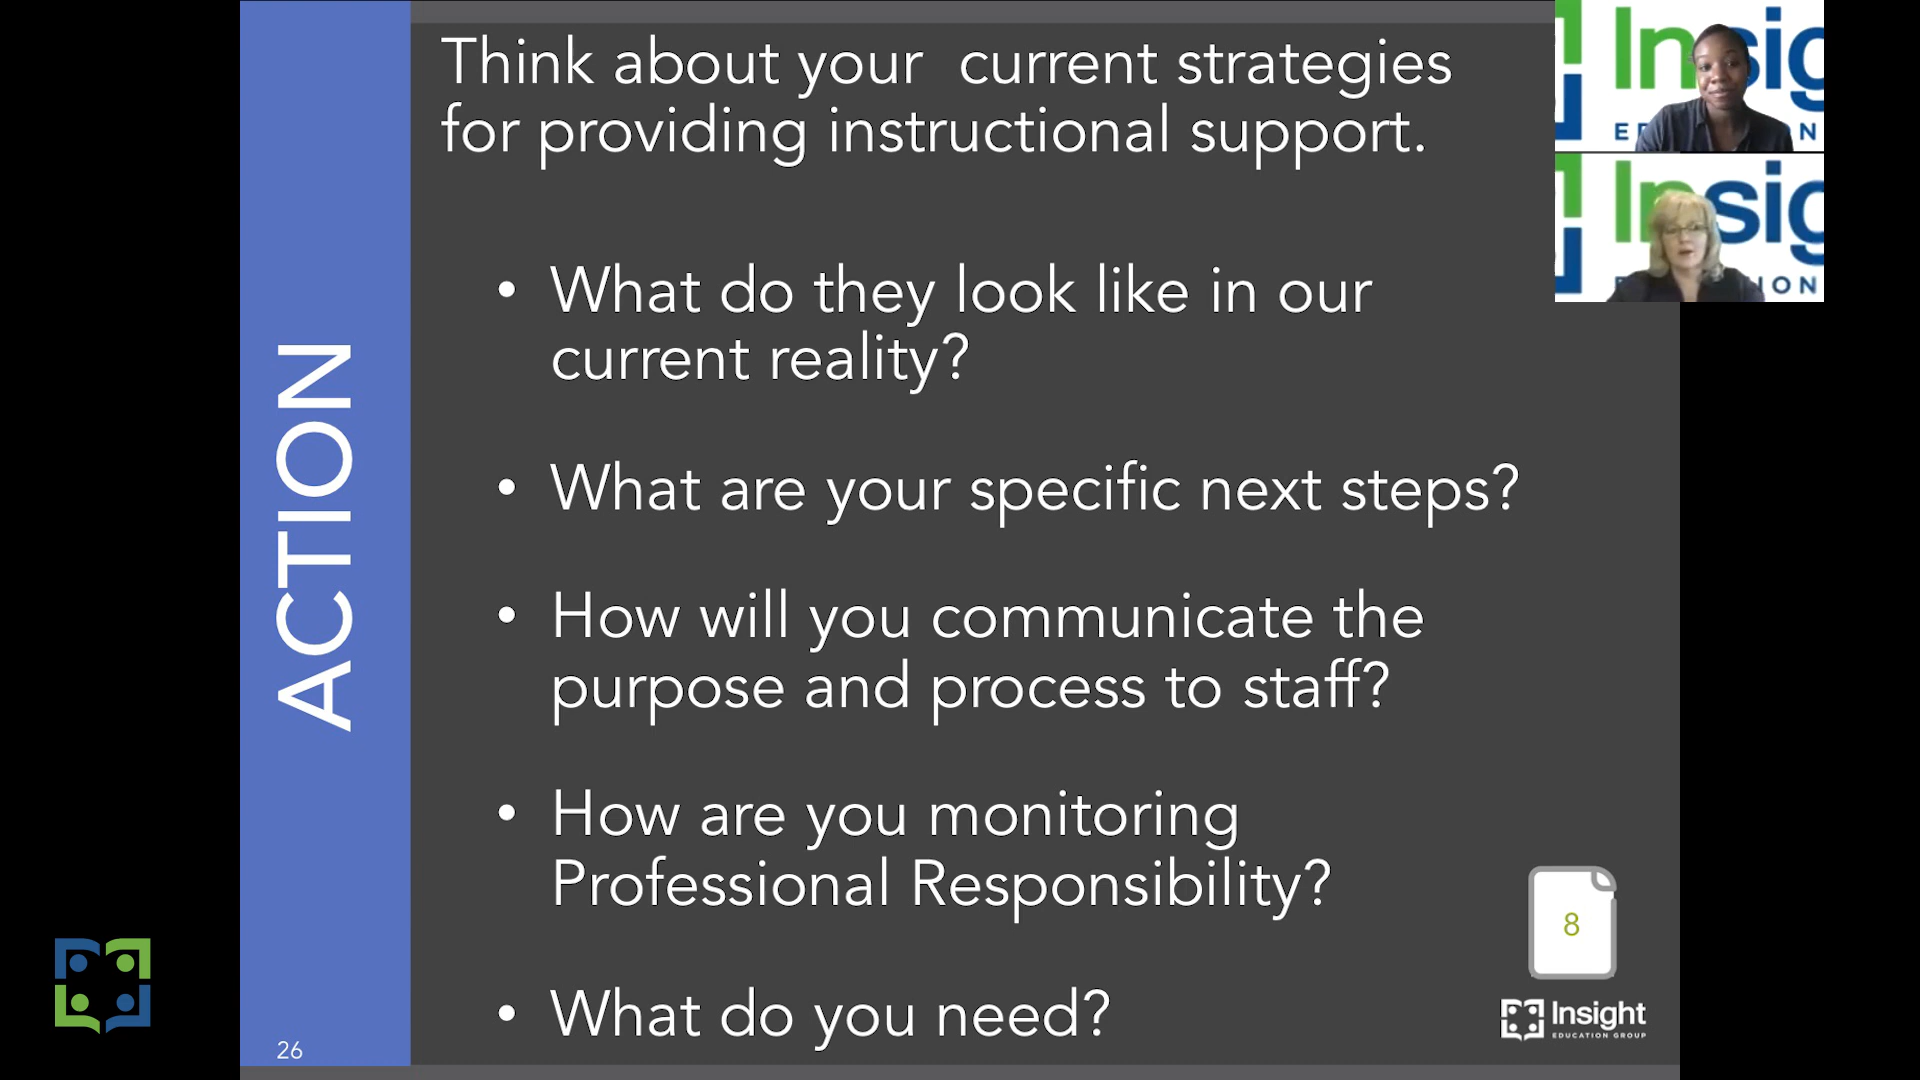 Think about your  current strategies
for providing instructional support.
• What do they look like in our
current reality?
• What are your specific next steps?
• How will you communicate the
purpose and process to staff?
• How are you monitoring
Professional Responsibility?
• What do you need?
ACTION
26
8
Insight
EDUCATION GROUP